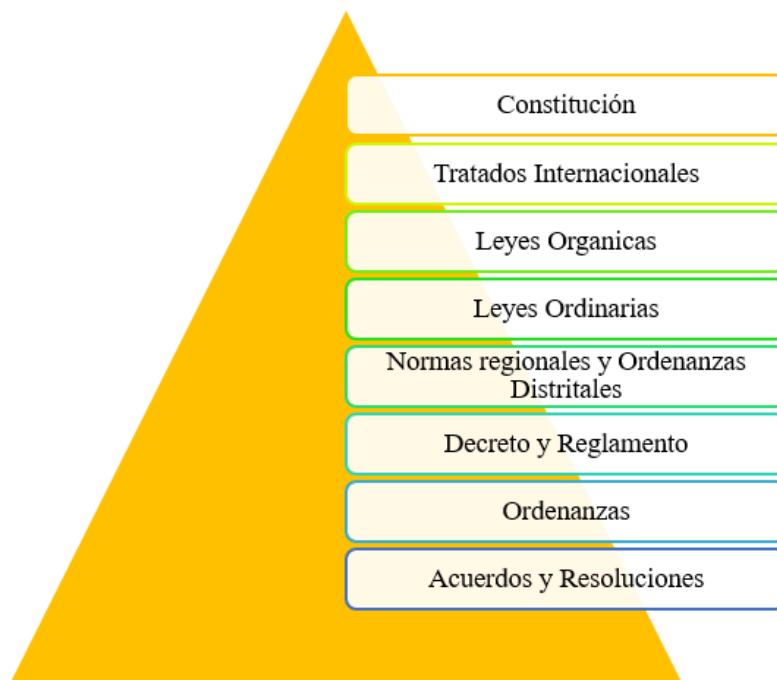 Constitución
Tratados Internacionales
Leyes Organicas
Leyes Ordinarias
Normas regionales y Ordenanzas
Distritales
Decreto y Reglamento
Ordenanzas
Acuerdos y Resoluciones